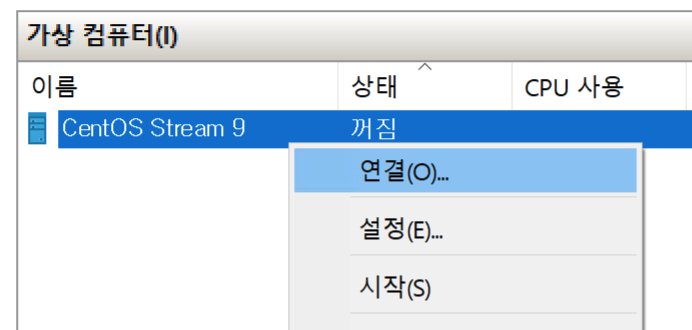 가상 컴퓨터(I)
이름 상태 CPU 사용
CentOS Stream 9 꺼짐
연결(O)...
설정(E)...
시작(S)